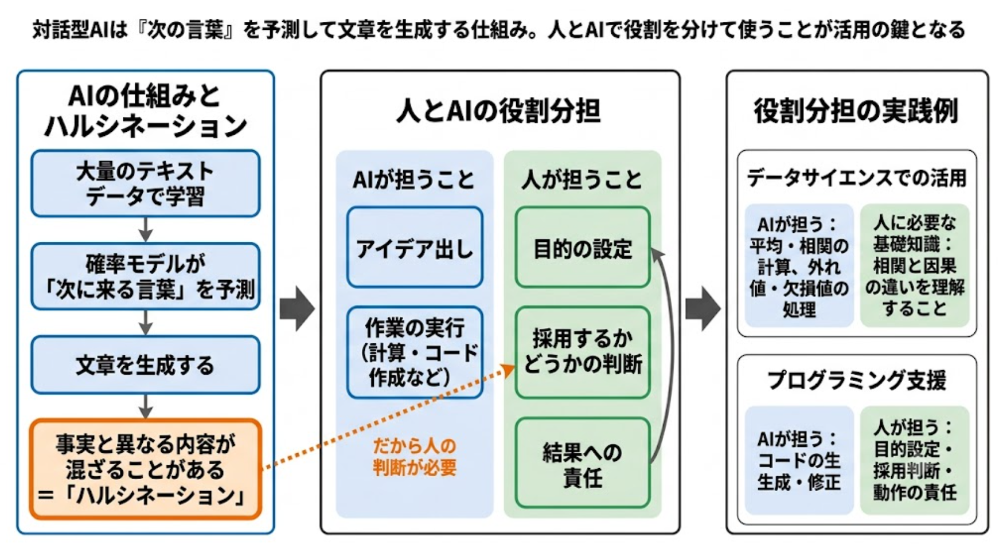 対話型AIは『次の言葉』を予測して文章を生成する仕組み。人とAIで役割を分けて使うことが活用の鍵となる
AIの仕組みと
ハルシネーション
大量のテキスト
データで学習
確率モデルが
「次に来る言葉」を予測
文章を生成する
事実と異なる内容が
混ざることがある
＝「ハルシネーション」
人とAIの役割分担
AIが担うこと
アイデア出し
作業の実行
（計算・コード
作成など）
だから人の
判断が必要
人が担うこと
目的の設定
採用するか
どうかの判断
結果への
責任
役割分担の実践例
データサイエンスでの活用
AIが担う：
平均・相関の
計算、外れ
値・欠損値の
処理
人に必要な
基礎知識：
相関と因果
の違いを理解
すること
プログラミング支援
AIが担う：
コードの生
生成・修正
人が担う：
目的設定・
採用判断・
動作の責任